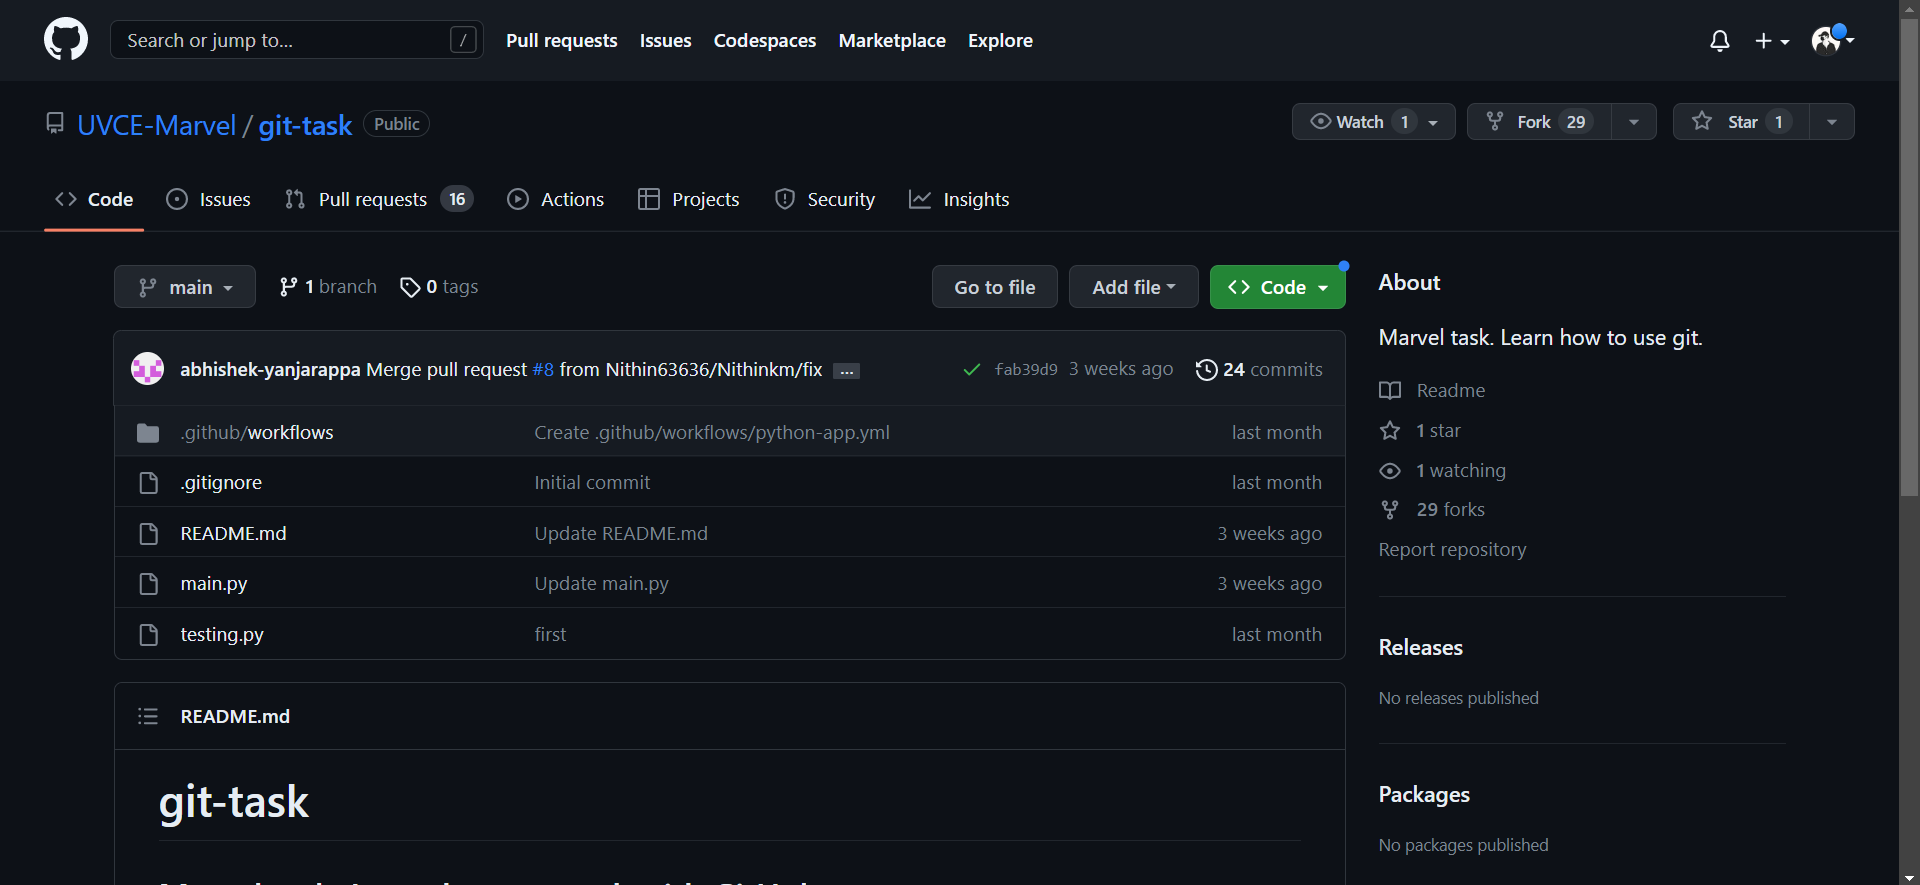 Search or jump to... / Pull requests Issues Codespaces Marketplace Explore
UVCE-Marvel / git-task Public Watch 1 Fork 29 Star 1
Code Issues Pull requests 16 Actions Projects Security Insights
main 1 branch 0 tags Go to file Add file Code
abhishek-yanjarappa Merge pull request #8 from Nithin63636/Nithinkm/fix ... fab39d9 3 weeks ago 24 commits
.github/workflows Create .github/workflows/python-app.yml last month
.gitignore Initial commit last month
README.md Update README.md 3 weeks ago
main.py Update main.py 3 weeks ago
testing.py first last month
README.md
git-task
About
Marvel task. Learn how to use git.
Readme
1 star
1 watching
29 forks
Report repository
Releases
No releases published
Packages
No packages published